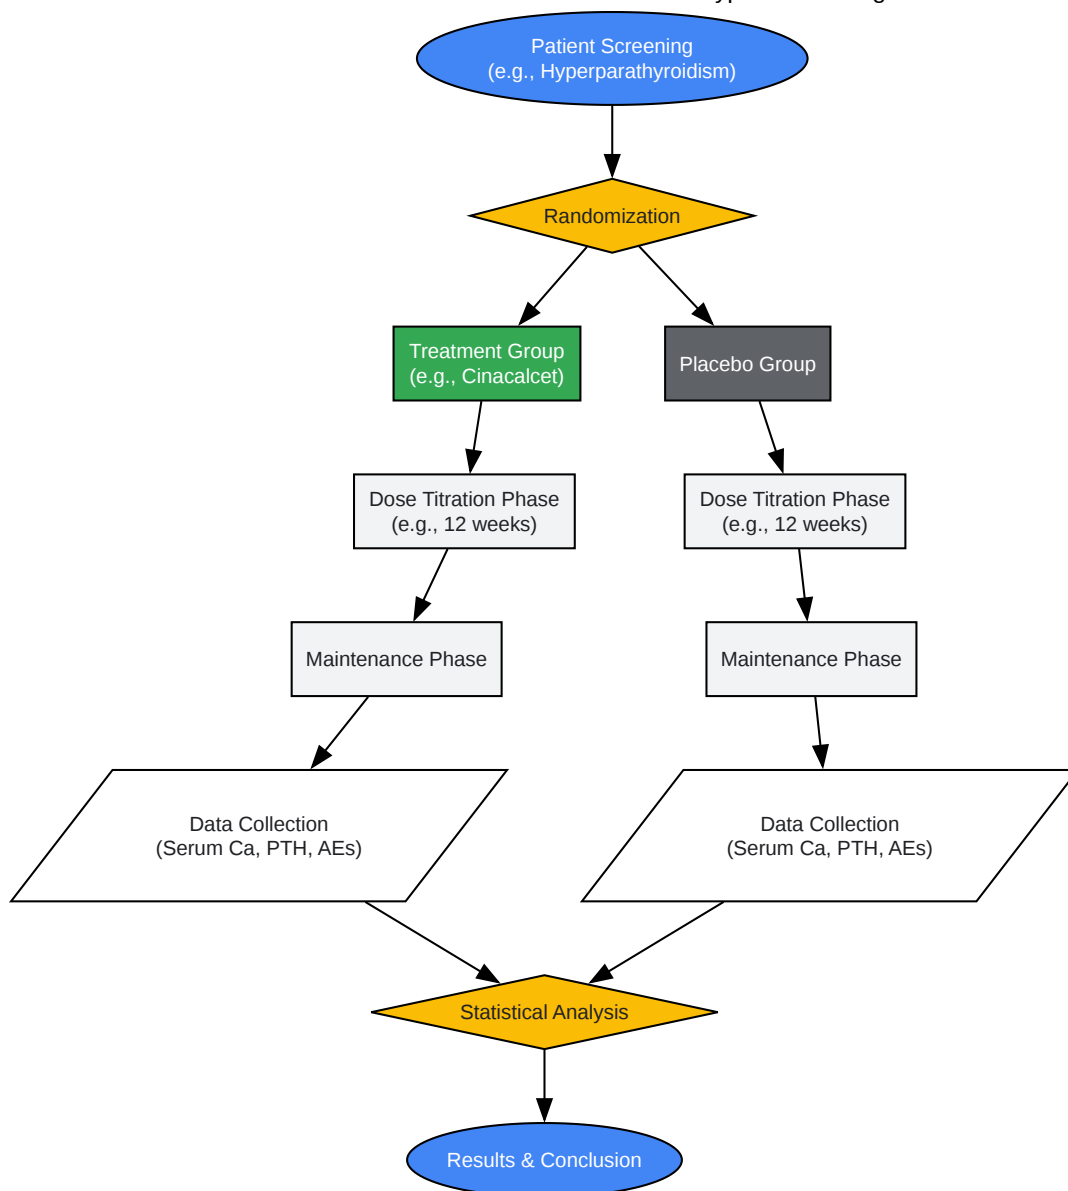 Patient Screening
(e.g., Hyperparathyroidism)
Randomization
Treatment Group
(e.g., Cinacalcet)
Placebo Group
Dose Titration Phase
(e.g., 12 weeks)
Dose Titration Phase
(e.g., 12 weeks)
Maintenance Phase
Maintenance Phase
Data Collection
(Serum Ca, PTH, AEs)
Data Collection
(Serum Ca, PTH, AEs)
Statistical Analysis
Results & Conclusion